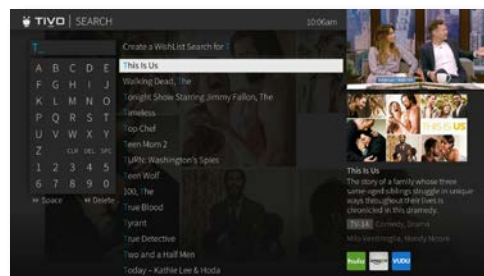 TIVO | SEARCH
10:06am
T_
A B C D E
F G H I J
K L M N O
P Q R S T
U V W X Y
Z CLR DEL SPC
1 2 3 4 5
6 7 8 9 0
Space Delete
Create a WishList Search for T
This Is Us
Walking Dead, The
Tonight Show Starring Jimmy Fallon, The
Timeless
Top Chef
Teen Mom 2
TURN: Washington's Spies
Teen Wolf
100, The
True Blood
Tyrant
True Detective
Two and a Half Men
Today – Kathie Lee & Hoda
THIS IS US
This Is Us
The story of a family whose three
same-aged siblings struggle in unique
ways throughout their lives is
chronicled in this dramedy.
TV-14 Comedy, Drama
Milo Ventimiglia, Mandy Moore
hulu amazon VUDU